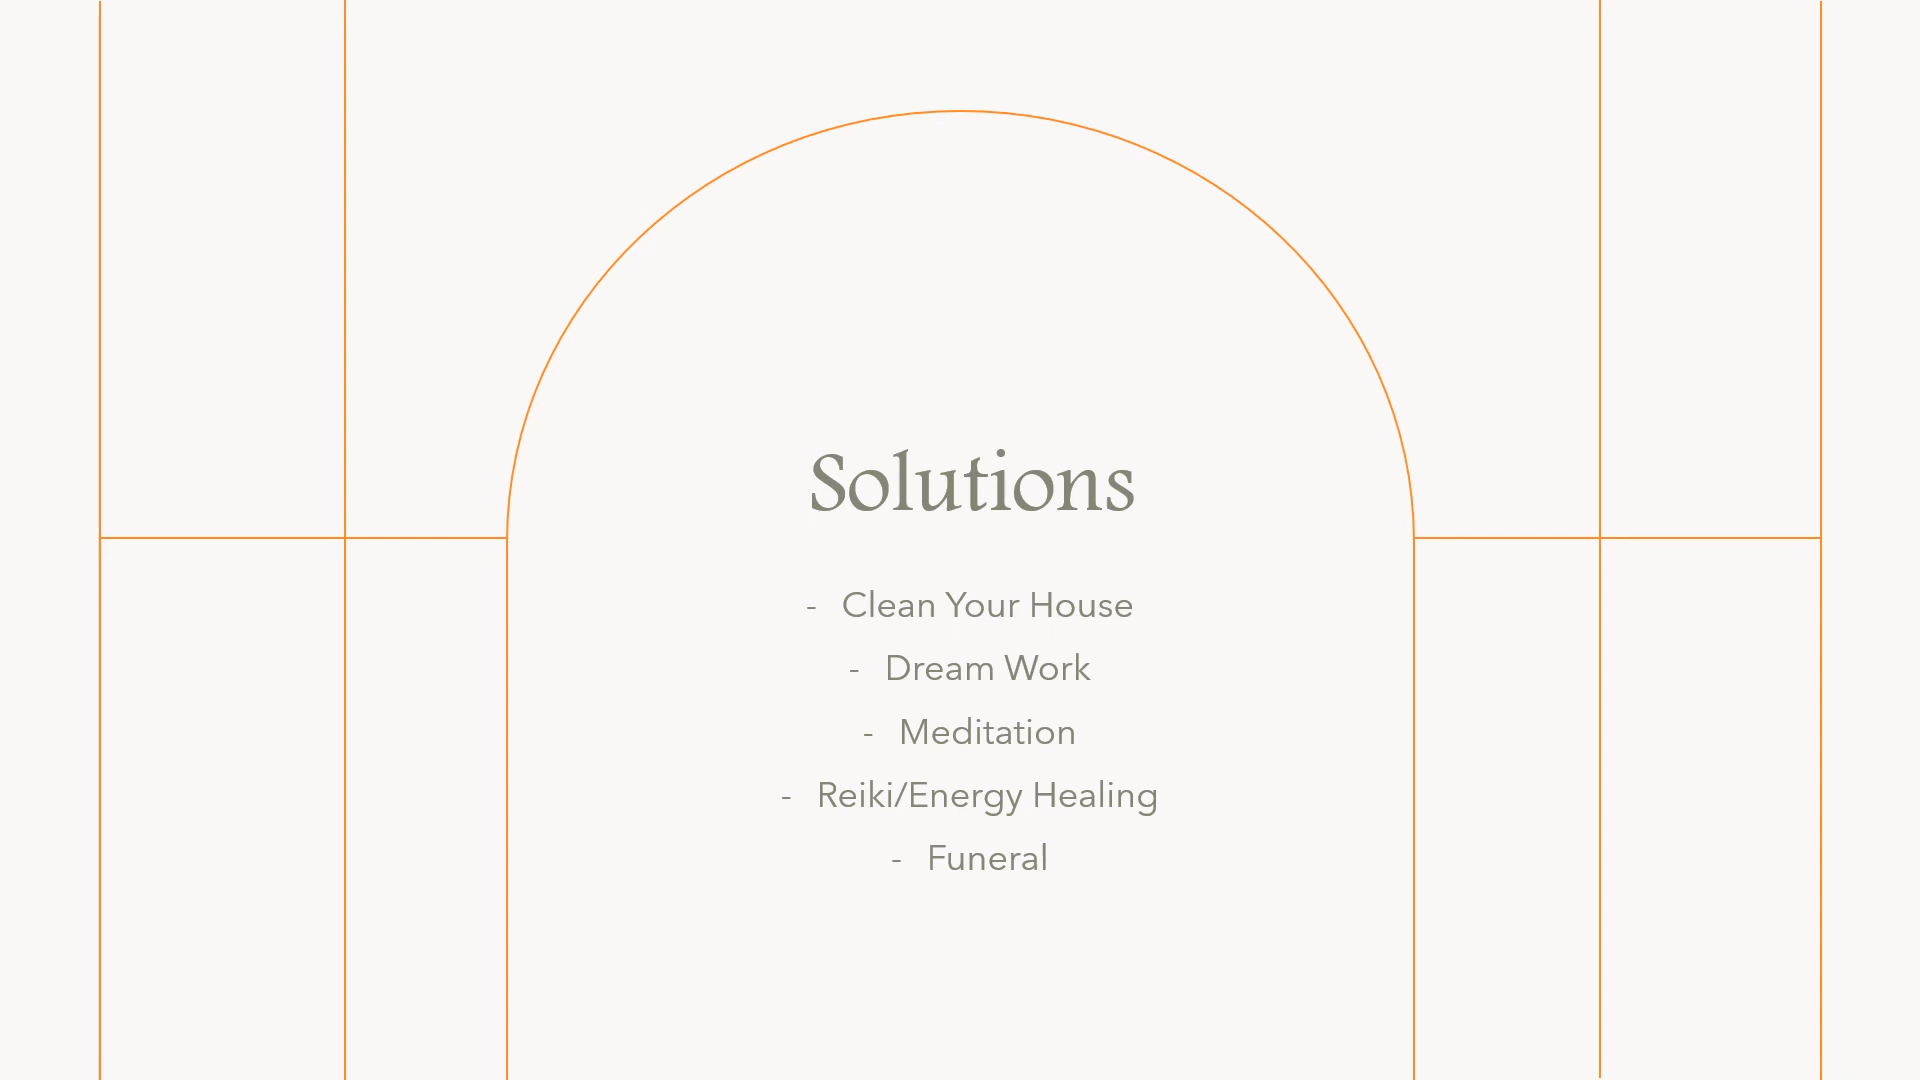 Solutions
- Clean Your House
- Dream Work
- Meditation
- Reiki/Energy Healing
- Funeral